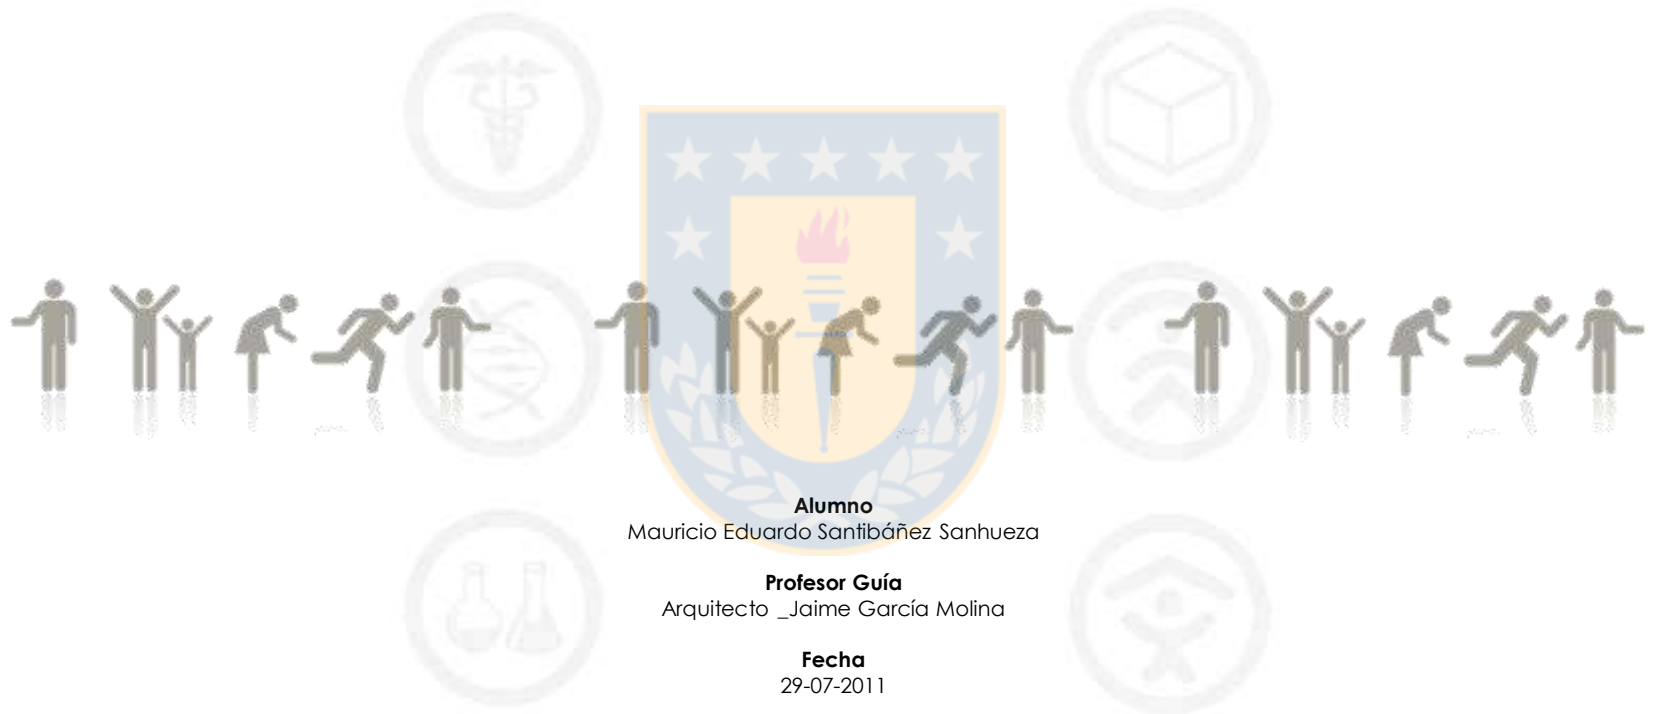 Alumno
Mauricio Eduardo Santibáñez Sanhueza
Profesor Guía
Arquitecto _Jaime García Molina
Fecha
29-07-2011